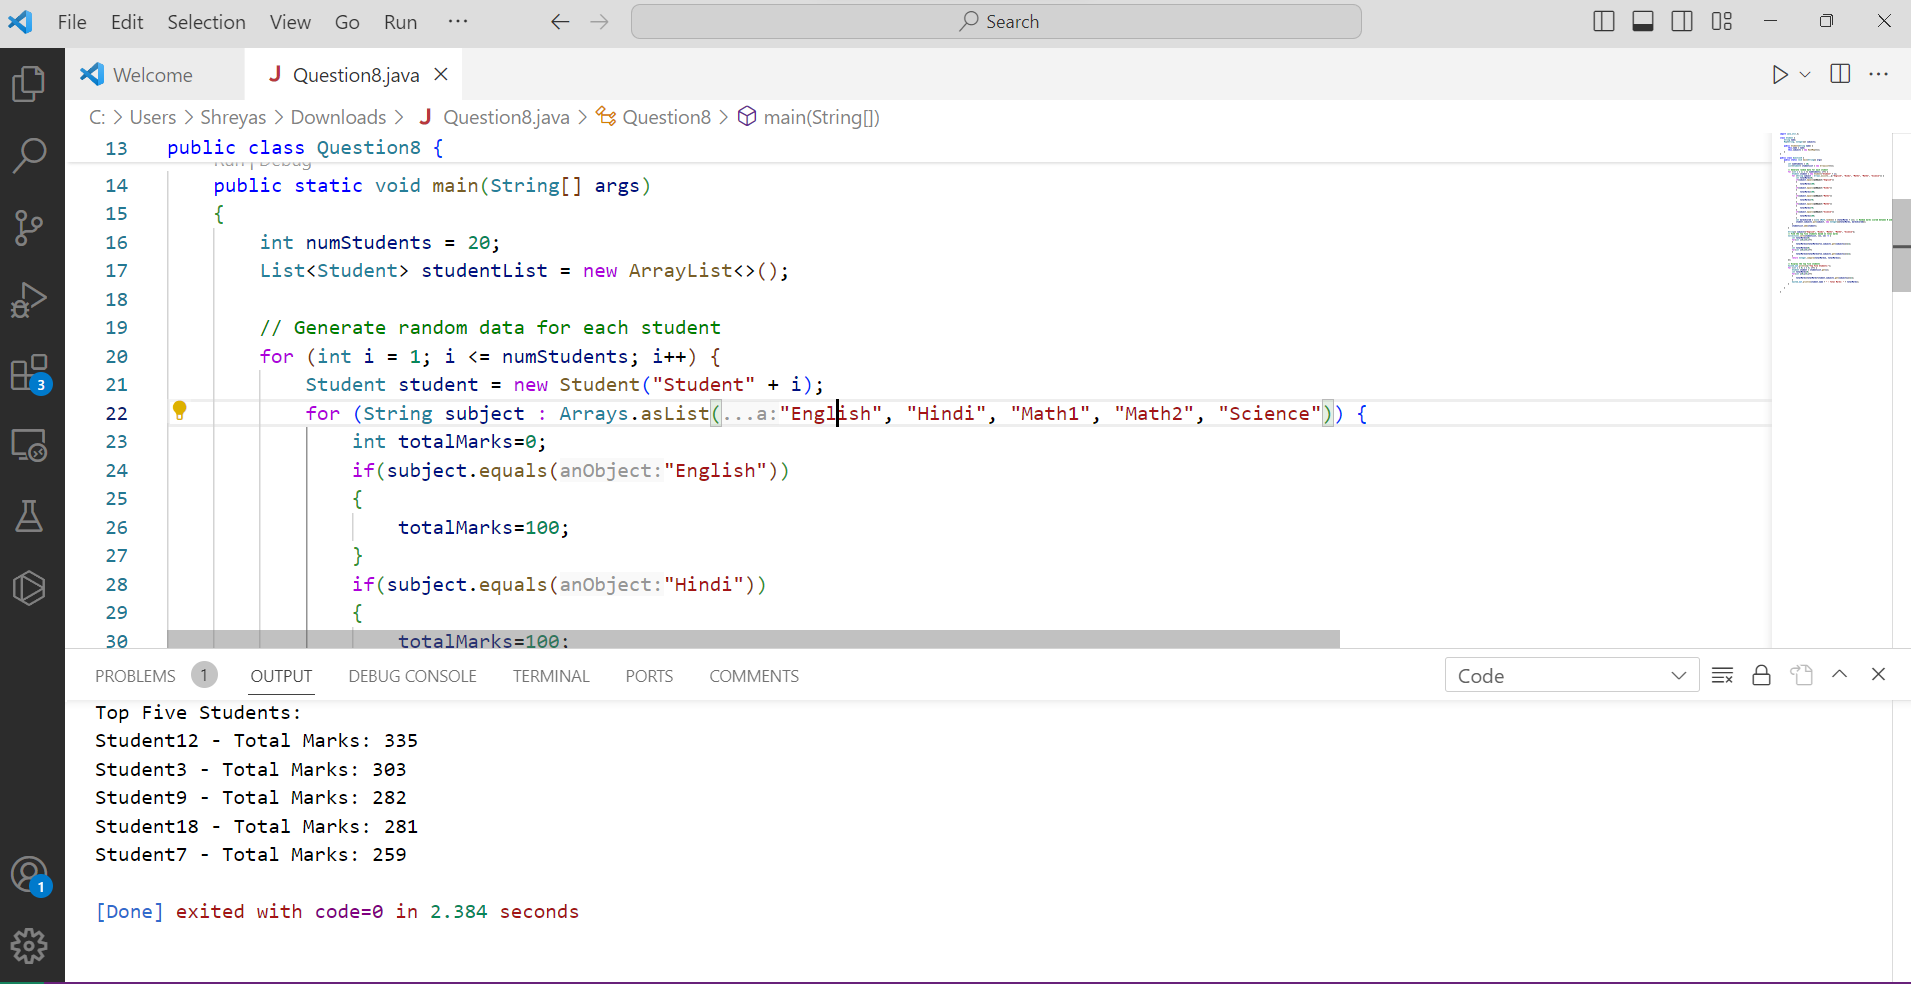 File Edit Selection View Go Run ··· Search
Welcome Question8.java
C: > Users > Shreyas > Downloads > J Question8.java > Question8 > main(String[])
13 public class Question8 {
Run | Debug
14 public static void main(String[] args)
15 {
16 int numStudents = 20;
17 List<Student> studentList = new ArrayList<>();
18
19 // Generate random data for each student
20 for (int i = 1; i <= numStudents; i++) {
21 Student student = new Student("Student" + i);
22 for (String subject : Arrays.asList(...a:"English", "Hindi", "Math1", "Math2", "Science")) {
23 int totalMarks=0;
24 if(subject.equals(anObject:"English"))
25 {
26 totalMarks=100;
27 }
28 if(subject.equals(anObject:"Hindi"))
29 {
30 totalMarks=100;
3
PROBLEMS 1 OUTPUT DEBUG CONSOLE TERMINAL PORTS COMMENTS Code
Top Five Students:
Student12 - Total Marks: 335
Student3 - Total Marks: 303
Student9 - Total Marks: 282
Student18 - Total Marks: 281
Student7 - Total Marks: 259
1
[Done] exited with code=0 in 2.384 seconds